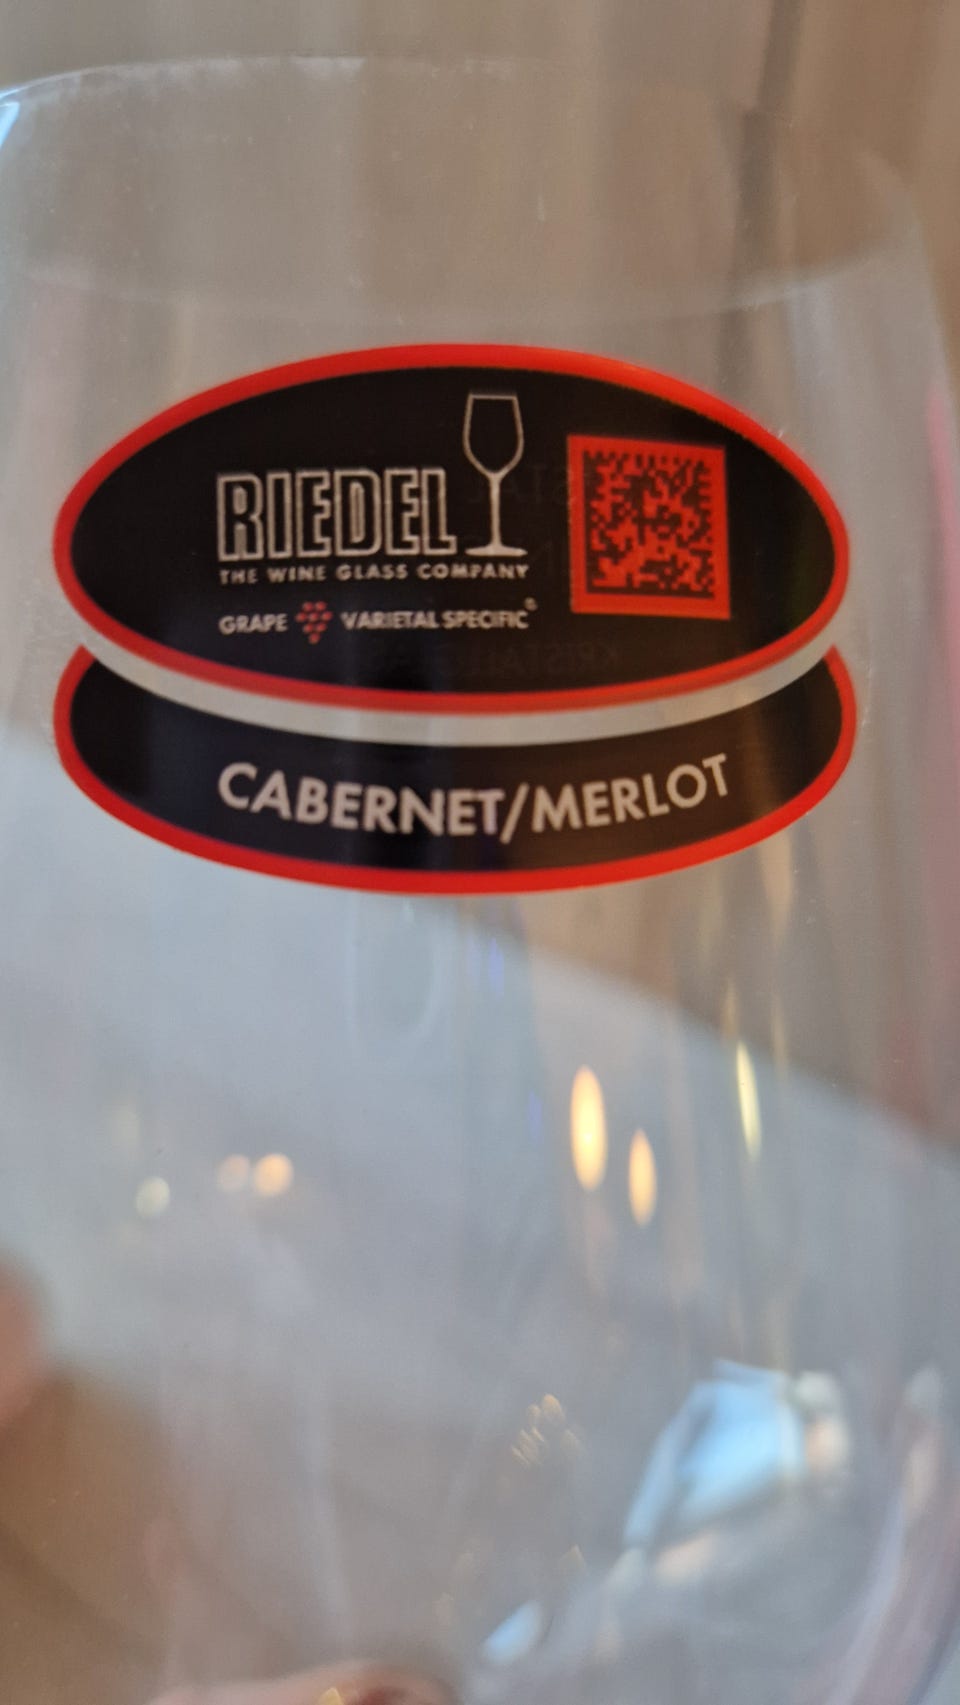 RIEDEL
THE WINE GLASS COMPANY
GRAPE VARIETAL SPECIFIC®
CABERNET/MERLOT